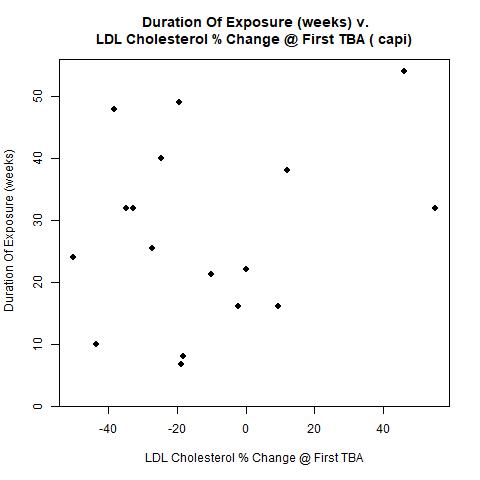 Duration Of Exposure (weeks) v.
LDL Cholesterol % Change @ First TBA ( capi)
Duration Of Exposure (weeks)
50
40
30
20
10
0
-40 -20 0 20 40
LDL Cholesterol % Change @ First TBA